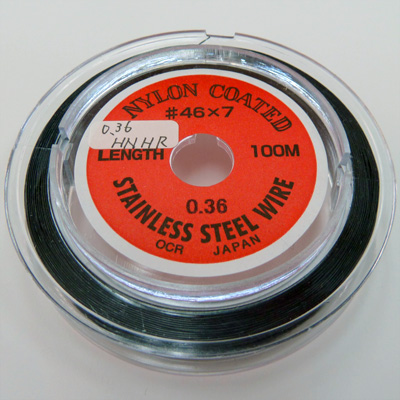 NYLON COATED
#46×7
0.36
HNHR
LENGTH 100M
0.36
STAINLESS STEEL WIRE
OCR JAPAN